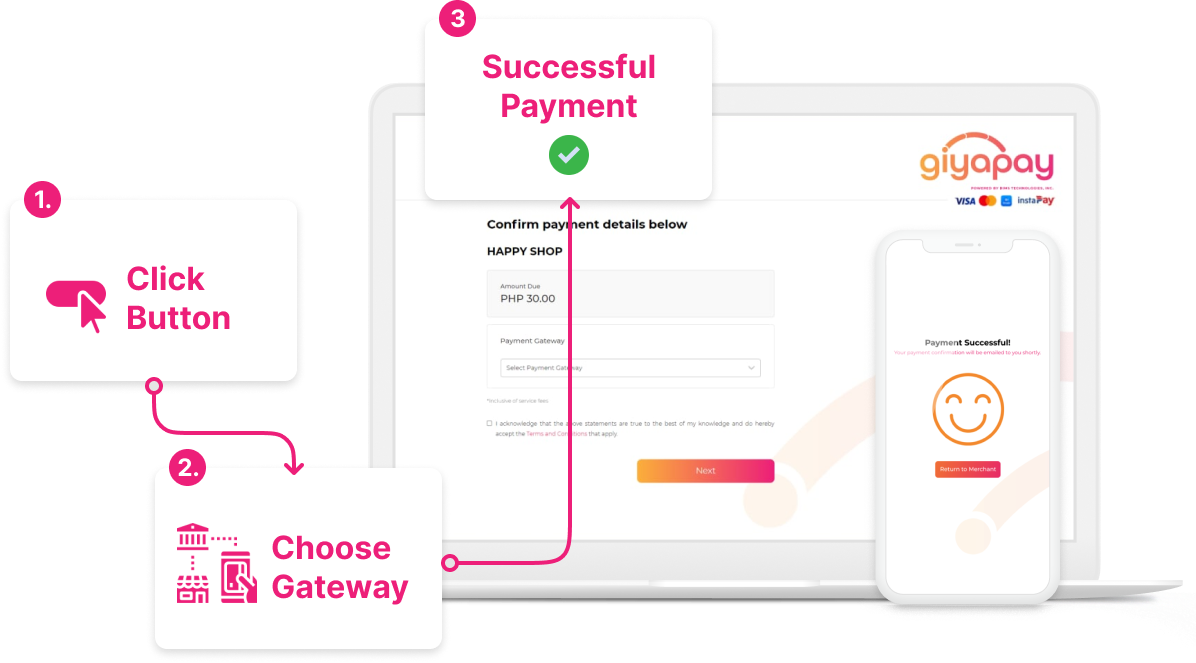 3
Successful
Payment
1.
Click
Button
2.
Choose
Gateway
giyapay
POWERED BY BUKO TECHNOLOGIES, INC.
VISA
instaPay
Confirm payment details below
HAPPY SHOP
Amount Due
PHP 30.00
Payment Gateway
Select Payment Gateway
*Inclusive of service fees
I acknowledge that the above statements are true to the best of my knowledge and do hereby
accept the Terms and Conditions that apply.
Next
Payment Successful!
Your payment confirmation will be emailed to you shortly.
Return to Merchant